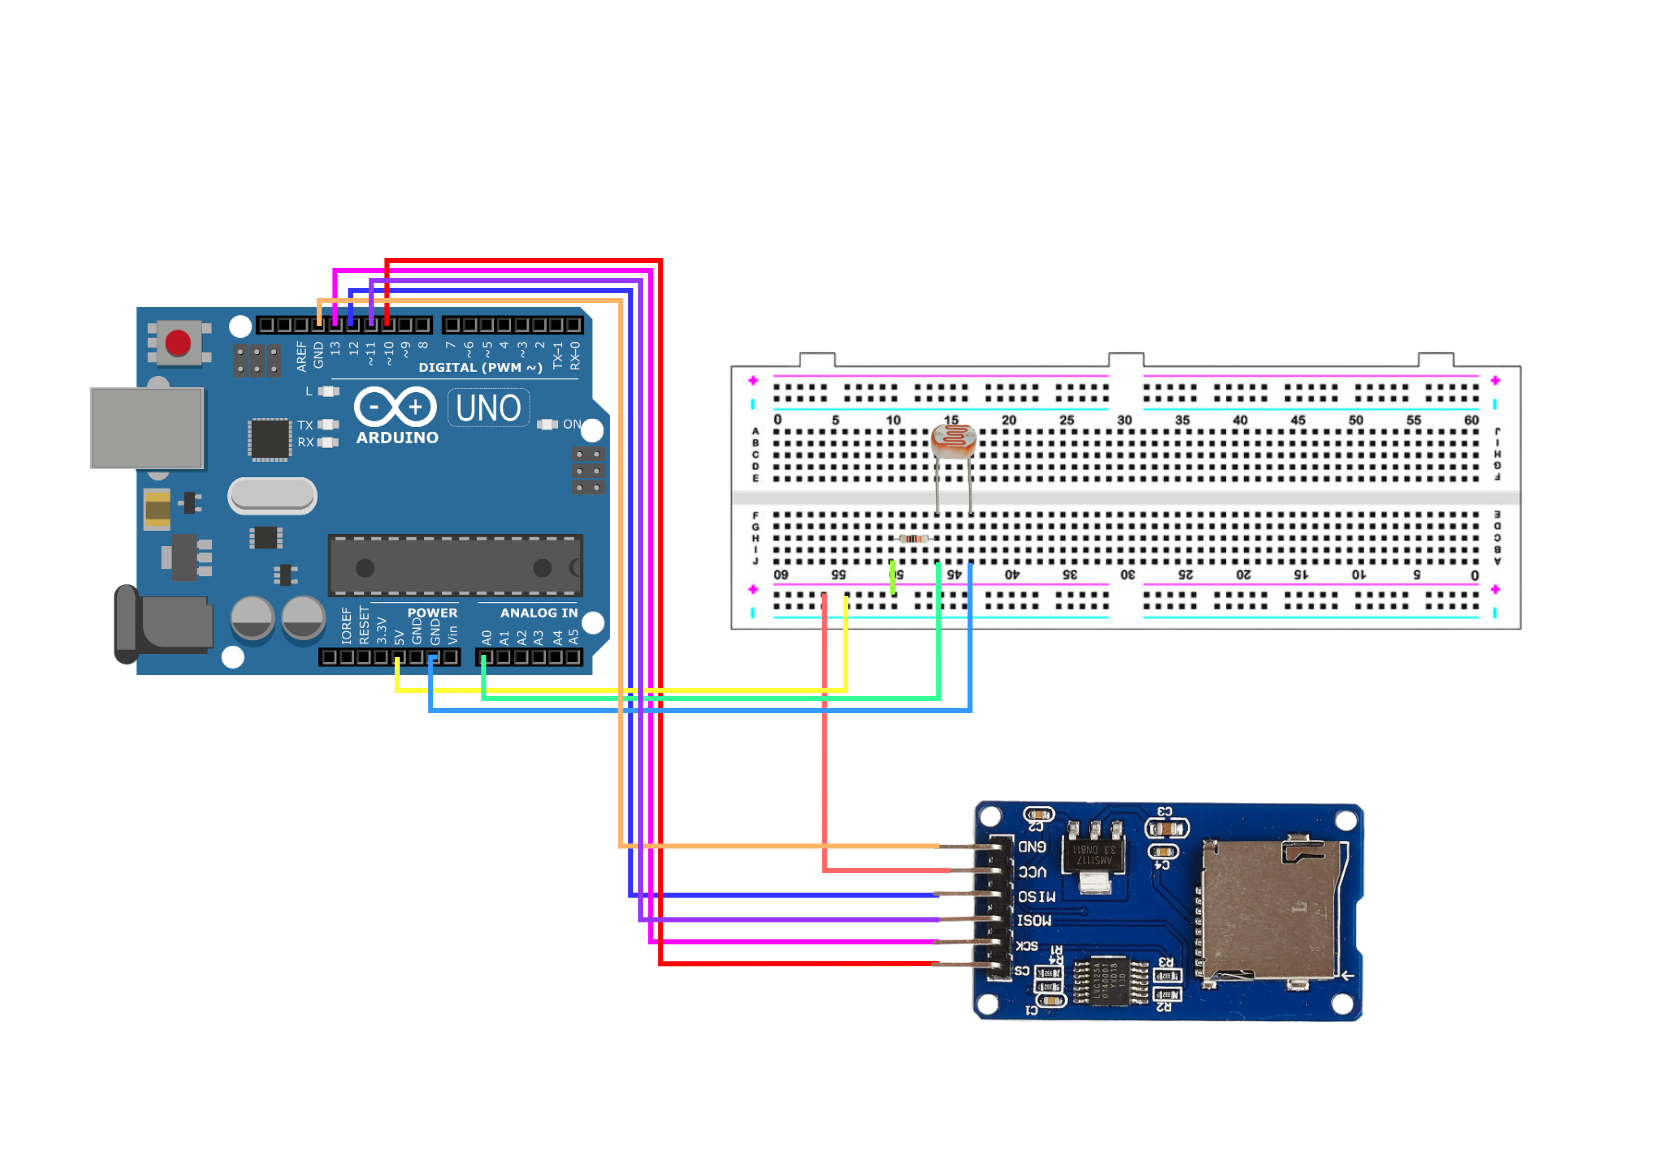 AREF
GND
13
12
~11
~10
~9
8
7
~6
~5
4
~3
2
TX-1
RX-0
DIGITAL (PWM ~)
L
TX
RX
- +
UNO
ARDUINO
ON
POWER
ANALOG IN
IOREF
RESET
3.3V
5V
GND
GND
Vin
A0
A1
A2
A3
A4
A5
+ +
0 5 10 15 20 25 30 35 40 45 50 55 60
A J
B I
C H
D G
E F
F E
G D
H C
I B
J A
60 55 50 45 40 35 30 25 20 15 10 5 0
+ +
GND
VCC
MISO
MOSI
SCK
CS
C2
C3
C4
AMS1117
3.3 DN811
R1
R4
C1
R3
R2